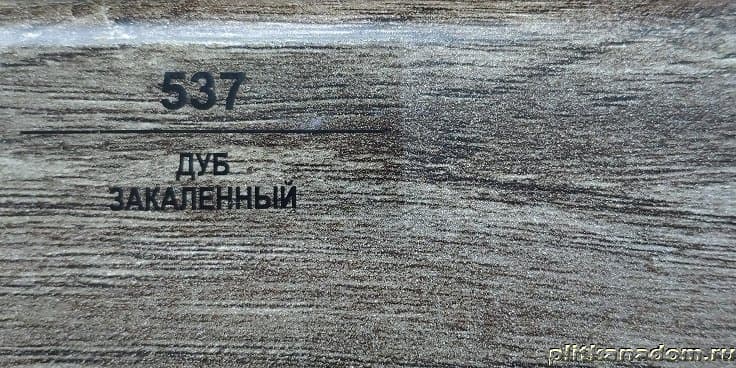 537
ДУБ
ЗАКАЛЕННЫЙ
plitkanadom.ru